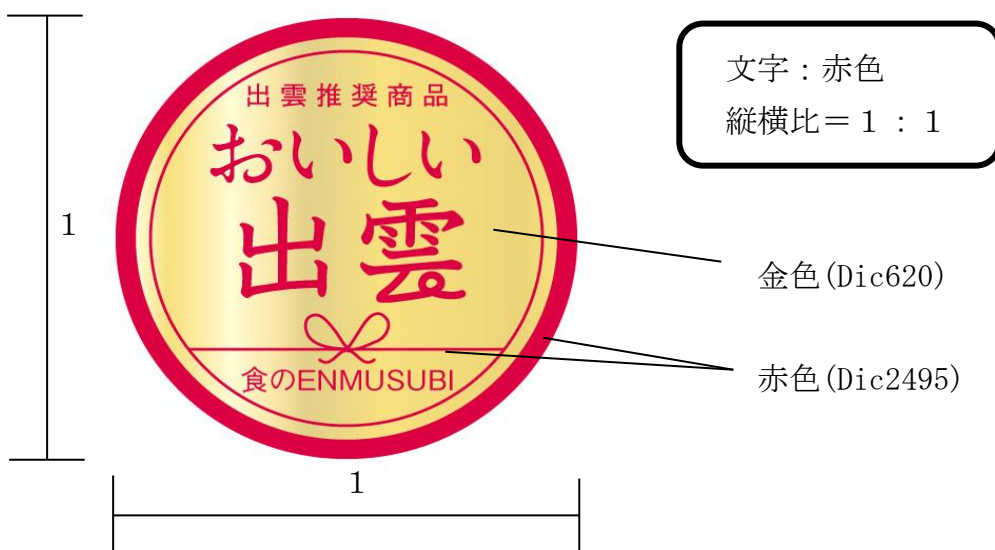 出雲推奨商品
おいしい
出雲
食のENMUSUBI
文字：赤色
縦横比＝１：１
1
金色(Dic620)
赤色(Dic2495)
1